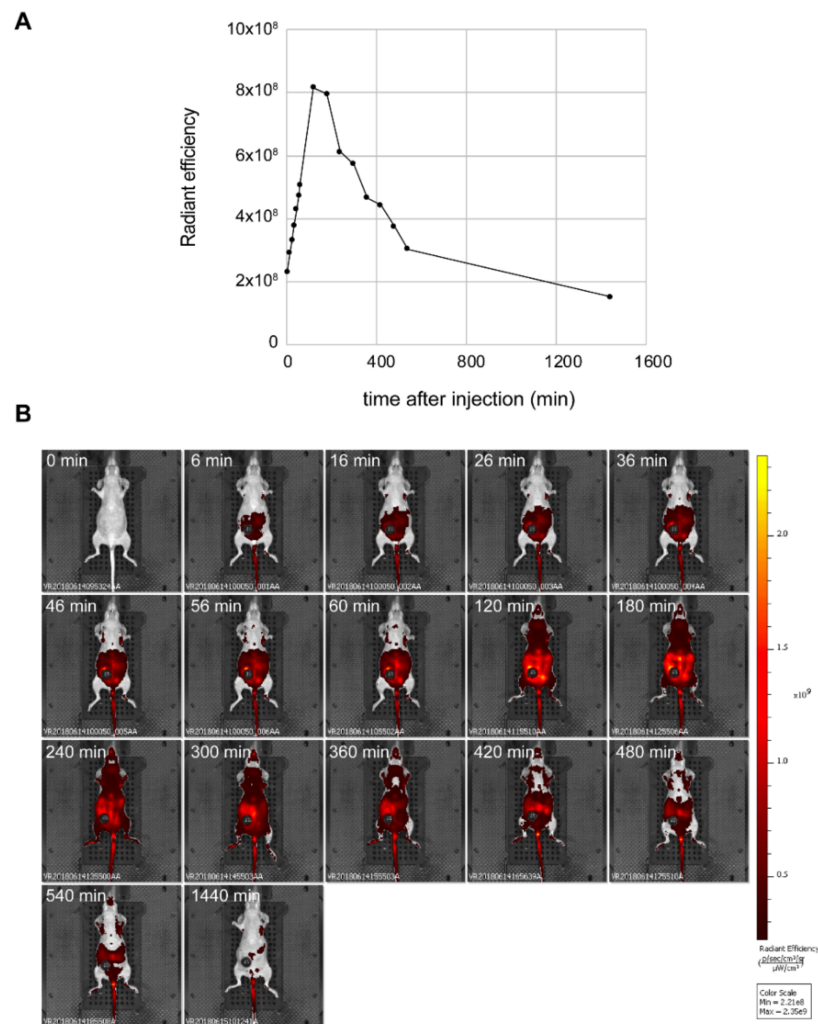 A
10x10⁸
8x10⁸
6x10⁸
4x10⁸
2x10⁸
0
Radiant efficiency
0 400 800 1200 1600
time after injection (min)
B
0 min 6 min 16 min 26 min 36 min
46 min 56 min 60 min 120 min 180 min
240 min 300 min 360 min 420 min 480 min
540 min 1440 min
2.0
1.5
x10⁹
1.0
0.5
Radiant Efficiency
Color Scale
Min = 2.21e8
Max = 2.35e9